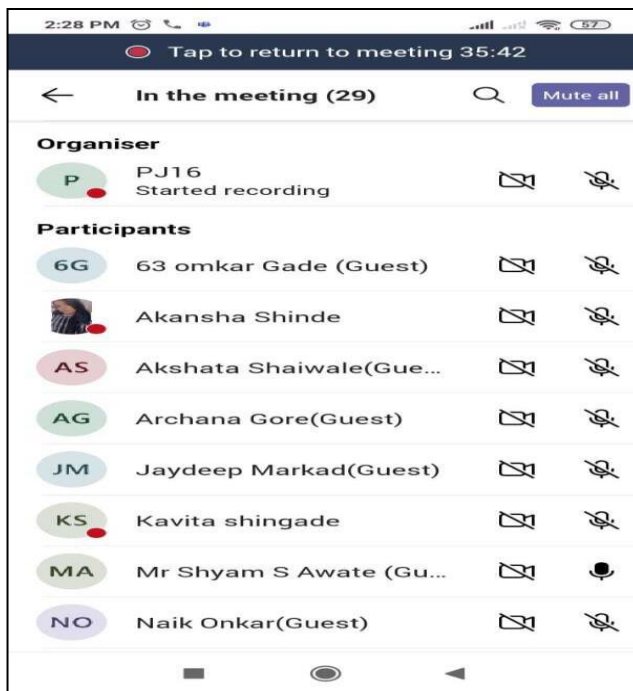 2:28 PM 57
Tap to return to meeting 35:42
In the meeting (29) Mute all
Organiser
P PJ16
Started recording
Participants
6G 63 omkar Gade (Guest)
Akansha Shinde
AS Akshata Shaiwale(Gue...
AG Archana Gore(Guest)
JM Jaydeep Markad(Guest)
KS Kavita shingade
MA Mr Shyam S Awate (Gu...
NO Naik Onkar(Guest)